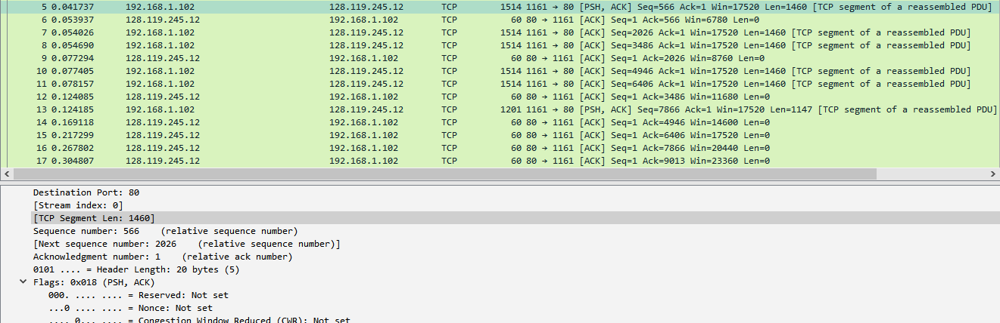 5 0.041737 192.168.1.102 128.119.245.12 TCP 1514 1161 → 80 [PSH, ACK] Seq=566 Ack=1 Win=17520 Len=1460 [TCP segment of a reassembled PDU]
6 0.053937 128.119.245.12 192.168.1.102 TCP 60 80 → 1161 [ACK] Seq=1 Ack=566 Win=6780 Len=0
7 0.054026 192.168.1.102 128.119.245.12 TCP 1514 1161 → 80 [ACK] Seq=2026 Ack=1 Win=17520 Len=1460 [TCP segment of a reassembled PDU]
8 0.054690 192.168.1.102 128.119.245.12 TCP 1514 1161 → 80 [ACK] Seq=3486 Ack=1 Win=17520 Len=1460 [TCP segment of a reassembled PDU]
9 0.077294 128.119.245.12 192.168.1.102 TCP 60 80 → 1161 [ACK] Seq=1 Ack=2026 Win=8760 Len=0
10 0.077405 192.168.1.102 128.119.245.12 TCP 1514 1161 → 80 [ACK] Seq=4946 Ack=1 Win=17520 Len=1460 [TCP segment of a reassembled PDU]
11 0.078157 192.168.1.102 128.119.245.12 TCP 1514 1161 → 80 [ACK] Seq=6406 Ack=1 Win=17520 Len=1460 [TCP segment of a reassembled PDU]
12 0.124085 128.119.245.12 192.168.1.102 TCP 60 80 → 1161 [ACK] Seq=1 Ack=3486 Win=11680 Len=0
13 0.124185 192.168.1.102 128.119.245.12 TCP 1201 1161 → 80 [PSH, ACK] Seq=7866 Ack=1 Win=17520 Len=1147 [TCP segment of a reassembled PDU]
14 0.169118 128.119.245.12 192.168.1.102 TCP 60 80 → 1161 [ACK] Seq=1 Ack=4946 Win=14600 Len=0
15 0.217299 128.119.245.12 192.168.1.102 TCP 60 80 → 1161 [ACK] Seq=1 Ack=6406 Win=17520 Len=0
16 0.267802 128.119.245.12 192.168.1.102 TCP 60 80 → 1161 [ACK] Seq=1 Ack=7866 Win=20440 Len=0
17 0.304807 128.119.245.12 192.168.1.102 TCP 60 80 → 1161 [ACK] Seq=1 Ack=9013 Win=23360 Len=0
Destination Port: 80
[Stream index: 0]
[TCP Segment Len: 1460]
Sequence number: 566 (relative sequence number)
[Next sequence number: 2026 (relative sequence number)]
Acknowledgment number: 1 (relative ack number)
0101 .... = Header Length: 20 bytes (5)
Flags: 0x018 (PSH, ACK)
000. .... .... = Reserved: Not set
...0 .... .... = Nonce: Not set
.... 0... .... = Congestion Window Reduced (CWR): Not set